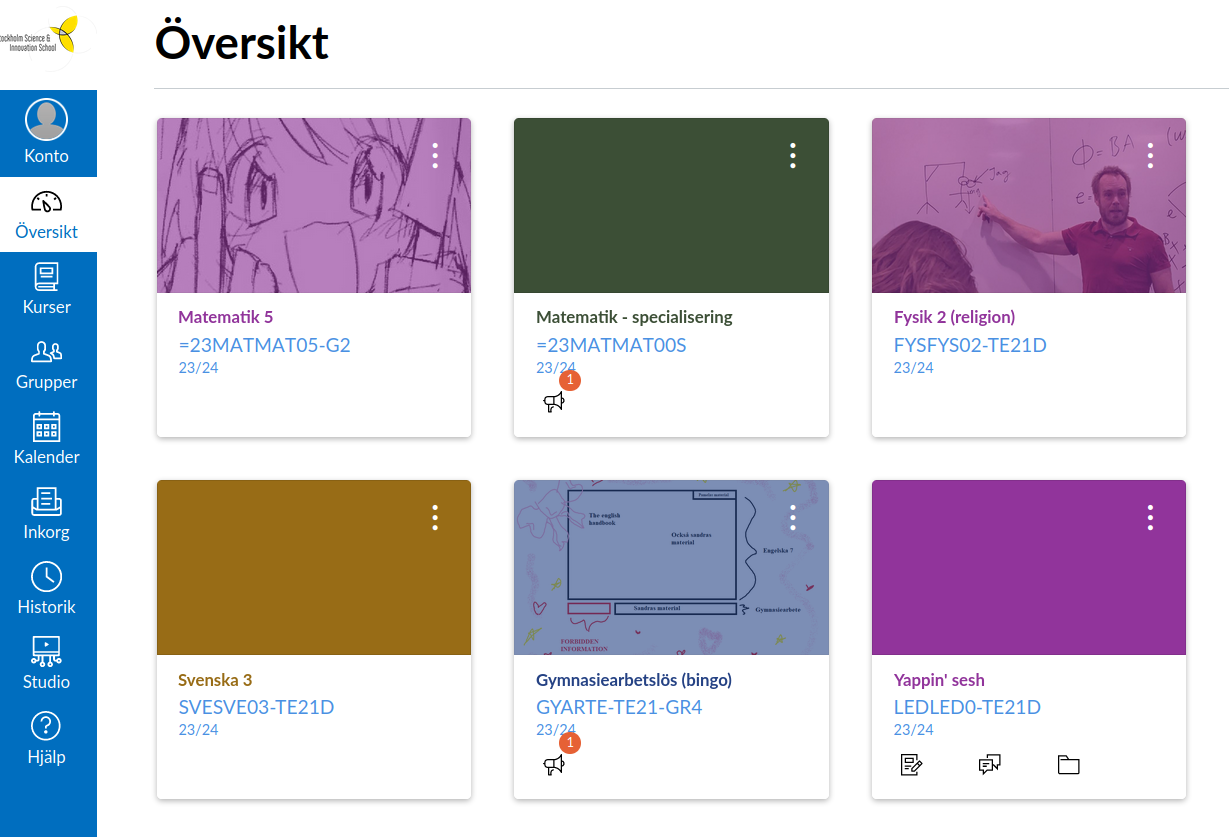 Stockholm Science &
Innovation School
Översikt
Konto
Översikt
Kurser
Grupper
Kalender
Inkorg
Historik
Studio
Hjälp
Matematik 5
=23MATMAT05-G2
23/24
Matematik - specialisering
=23MATMAT00S
23/24
1
Φ = BA
Jag
Fysik 2 (religion)
FYSFYS02-TE21D
23/24
Svenska 3
SVESVE03-TE21D
23/24
The english
handbook
Också sandras
material
Engelska 7
Sandras material
Gymnasiearbete
FORBIDDEN
INFORMATION
Gymnasiearbetslös (bingo)
GYARTE-TE21-GR4
23/24
1
Yappin' sesh
LEDLED0-TE21D
23/24